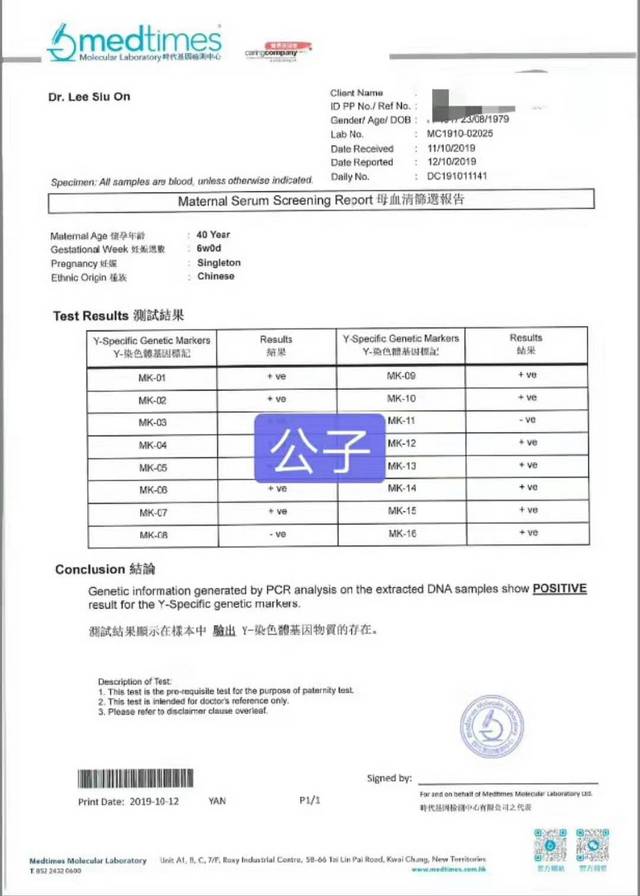 medtimes
Molecular Laboratory 時代基因檢測中心
caringcompany
Dr. Lee Siu On
Client Name :
ID PP No./ Ref No. :
Gender/ Age/ DOB : 23/08/1979
Lab No. : MC1910-02025
Date Received : 11/10/2019
Date Reported : 12/10/2019
Daily No. : DC191011141
Specimen: All samples are blood, unless otherwise indicated.
Maternal Serum Screening Report 母血清篩選報告
Maternal Age 懷孕年齡 : 40 Year
Gestational Week 妊娠週數 : 6w0d
Pregnancy 妊娠 : Singleton
Ethnic Origin 種族 : Chinese
Test Results 測試結果
Y-Specific Genetic Markers Results Y-Specific Genetic Markers Results
Y-染色體基因標記 結果 Y-染色體基因標記 結果
MK-01 + ve MK-09 + ve
MK-02 + ve MK-10 + ve
MK-03 MK-11 - ve
MK-04 MK-12 + ve
MK-05 MK-13 + ve
MK-06 + ve MK-14 + ve
MK-07 + ve MK-15 + ve
MK-08 - ve MK-16 + ve
公子
Conclusion 結論
Genetic information generated by PCR analysis on the extracted DNA samples show POSITIVE
result for the Y-Specific genetic markers.
測試結果顯示在樣本中 驗出 Y-染色體基因物質的存在。
Description of Test:
1. This test is the pre-requisite test for the purpose of paternity test.
2. This test is intended for doctor's reference only.
3. Please refer to disclaimer clause overleaf.
Signed by:
Print Date: 2019-10-12 YAN P1/1
For and on behalf of Medtimes Molecular Laboratory Ltd.
時代基因檢測中心有限公司之代表
Medtimes Molecular Laboratory Unit A1, B, C, 7/F, Roxy Industrial Centre, 58-66 Tai Lin Pai Road, Kwai Chung, New Territories
T 852 2432 0600 www.medtimes.com.hk